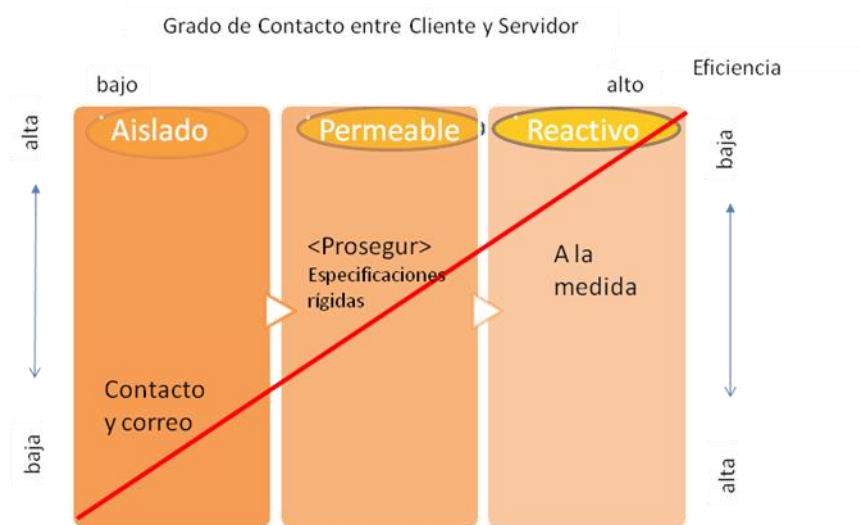 Grado de Contacto entre Cliente y Servidor
Eficiencia
bajo
alto
alta
Aislado
Permeable
Reactivo
baja
<Prosegur>
Especificaciones
rígidas
A la
medida
Contacto
y correo
baja
alta